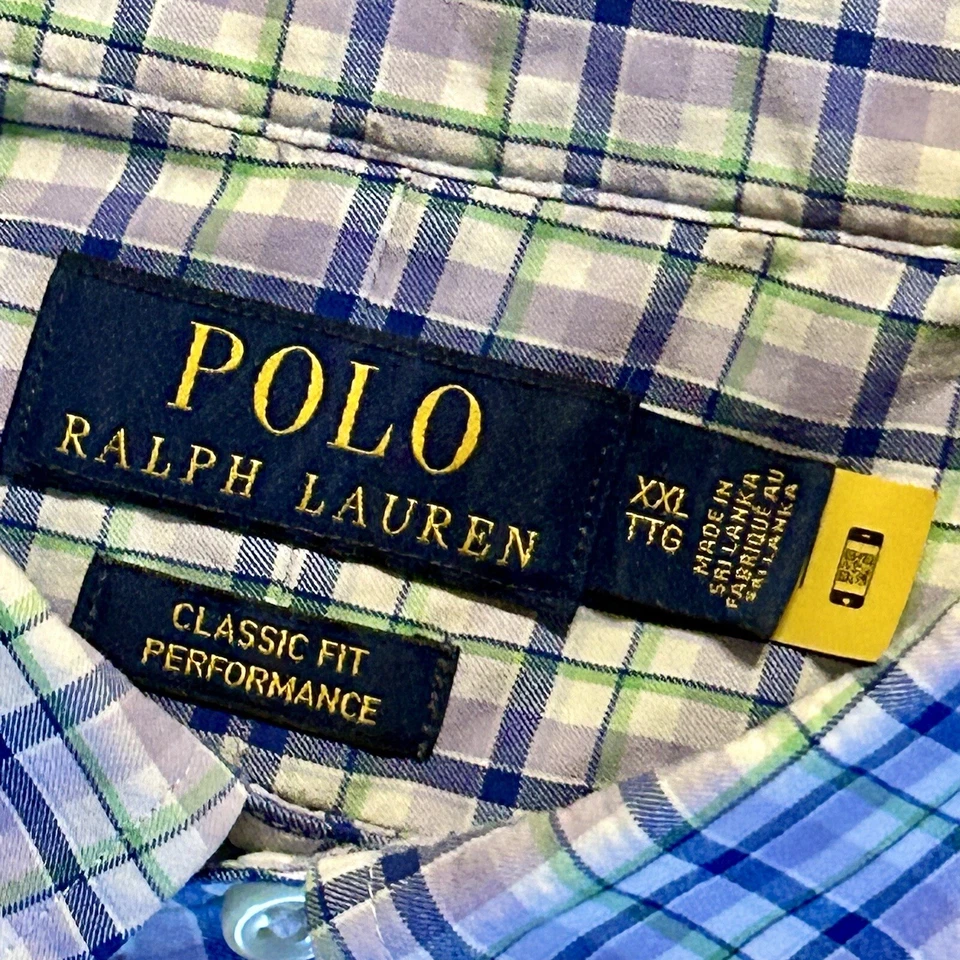 POLO
RALPH LAUREN
XXL
TTG
MADE IN
SRI LANKA
FABRIQUÉ AU
SRI LANKA
CLASSIC FIT
PERFORMANCE